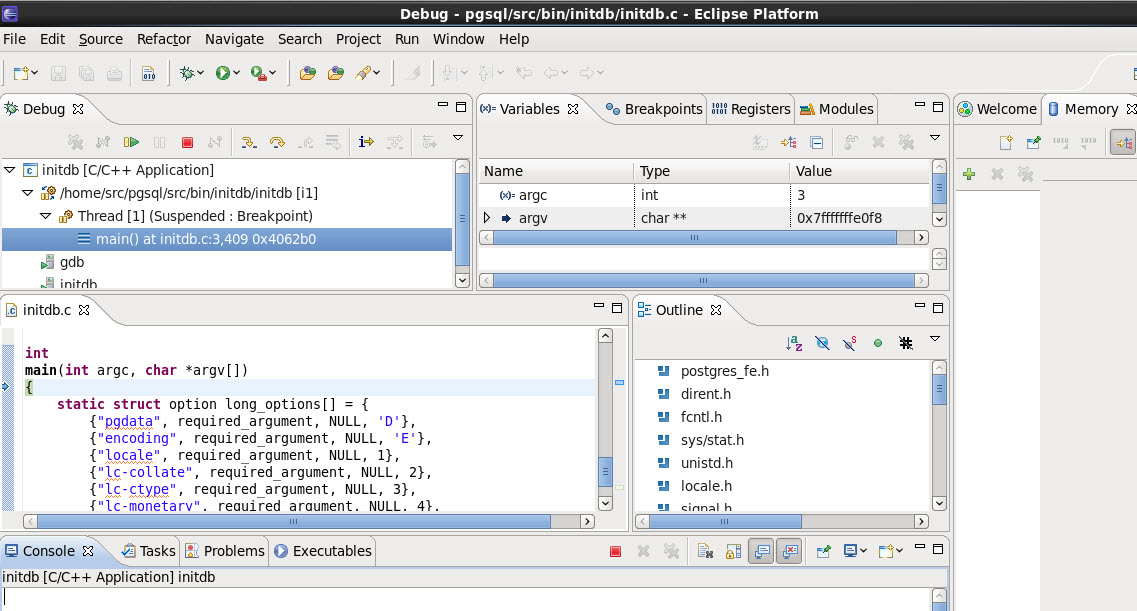 Debug - pgsql/src/bin/initdb/initdb.c - Eclipse Platform
File Edit Source Refactor Navigate Search Project Run Window Help
Debug
initdb [C/C++ Application]
/home/src/pgsql/src/bin/initdb/initdb [i1]
Thread [1] (Suspended : Breakpoint)
main() at initdb.c:3,409 0x4062b0
gdb
initdb
(x)= Variables Breakpoints Registers Modules
Name Type Value
(x)= argc int 3
argv char ** 0x7fffffffe0f8
Welcome Memory
initdb.c
int
main(int argc, char *argv[])
{
static struct option long_options[] = {
{"pgdata", required_argument, NULL, 'D'},
{"encoding", required_argument, NULL, 'E'},
{"locale", required_argument, NULL, 1},
{"lc-collate", required_argument, NULL, 2},
{"lc-ctype", required_argument, NULL, 3},
{"lc-monetary", required_argument, NULL, 4},
Outline
postgres_fe.h
dirent.h
fcntl.h
sys/stat.h
unistd.h
locale.h
signal.h
Console Tasks Problems Executables
initdb [C/C++ Application] initdb